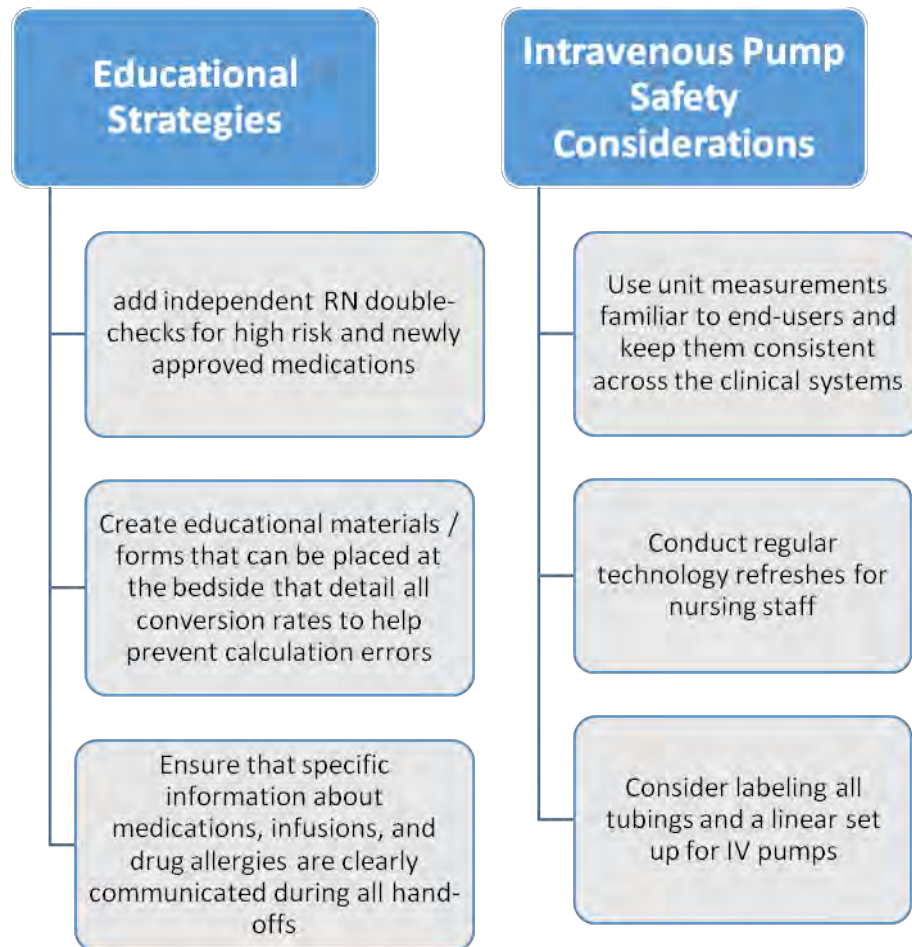 Educational
Strategies
add independent RN double-
checks for high risk and newly
approved medications
Create educational materials /
forms that can be placed at
the bedside that detail all
conversion rates to help
prevent calculation errors
Ensure that specific
information about
medications, infusions, and
drug allergies are clearly
communicated during all hand-
offs
Intravenous Pump
Safety
Considerations
Use unit measurements
familiar to end-users and
keep them consistent
across the clinical systems
Conduct regular
technology refreshes for
nursing staff
Consider labeling all
tubings and a linear set
up for IV pumps